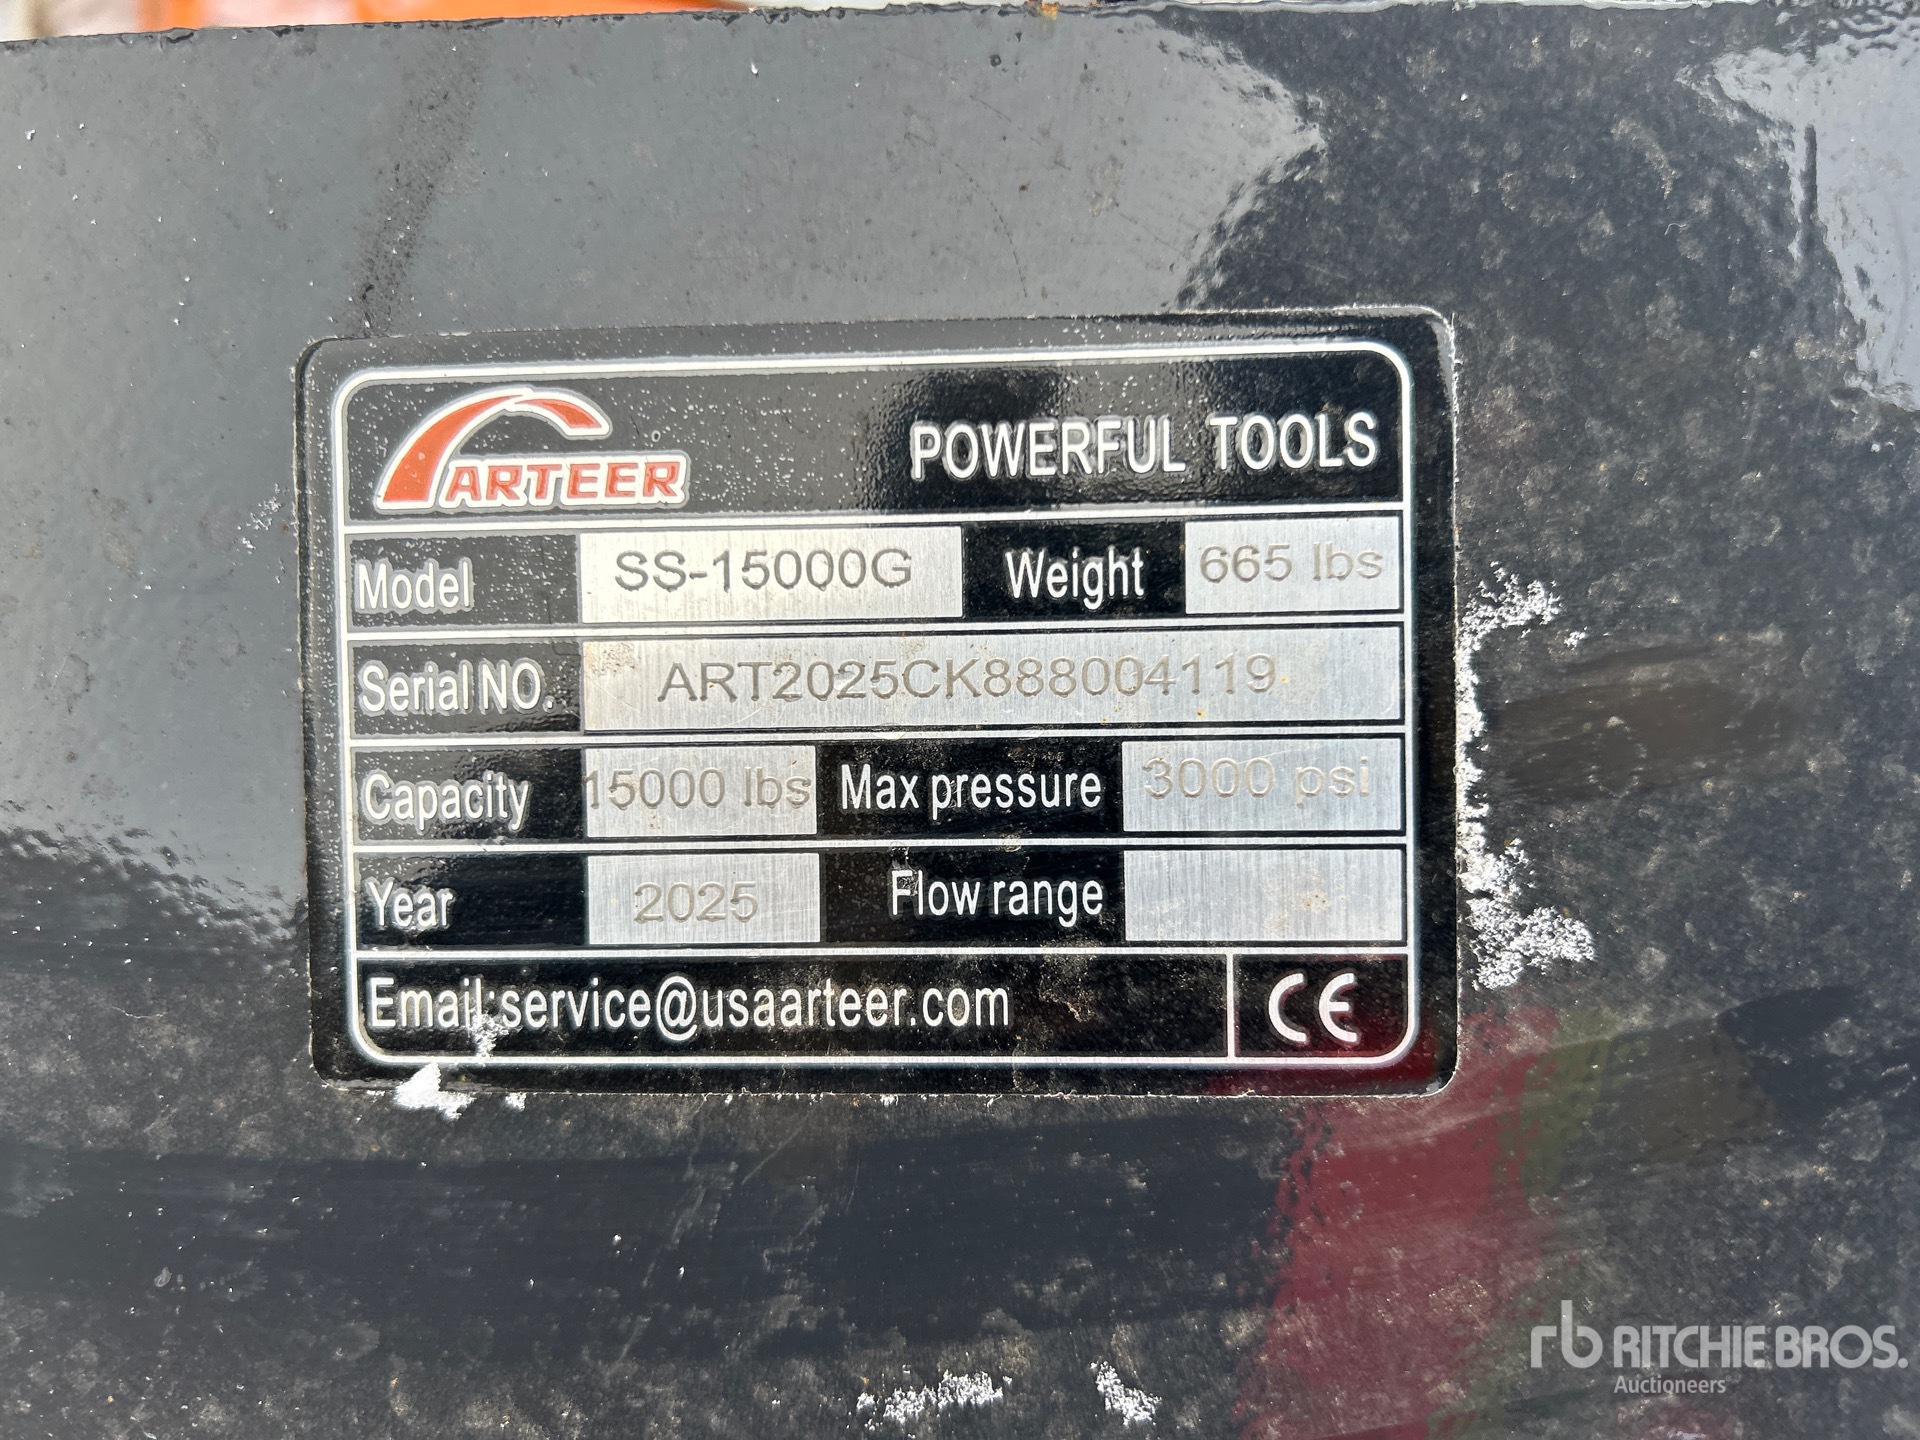 ARTEER POWERFUL TOOLS
Model SS-15000G Weight 665 lbs
Serial NO. ART2025CK888004119
Capacity 15000 lbs Max pressure 3000 psi
Year 2025 Flow range
Email:service@usaarteer.com CE
rb RITCHIE BROS.
Auctioneers